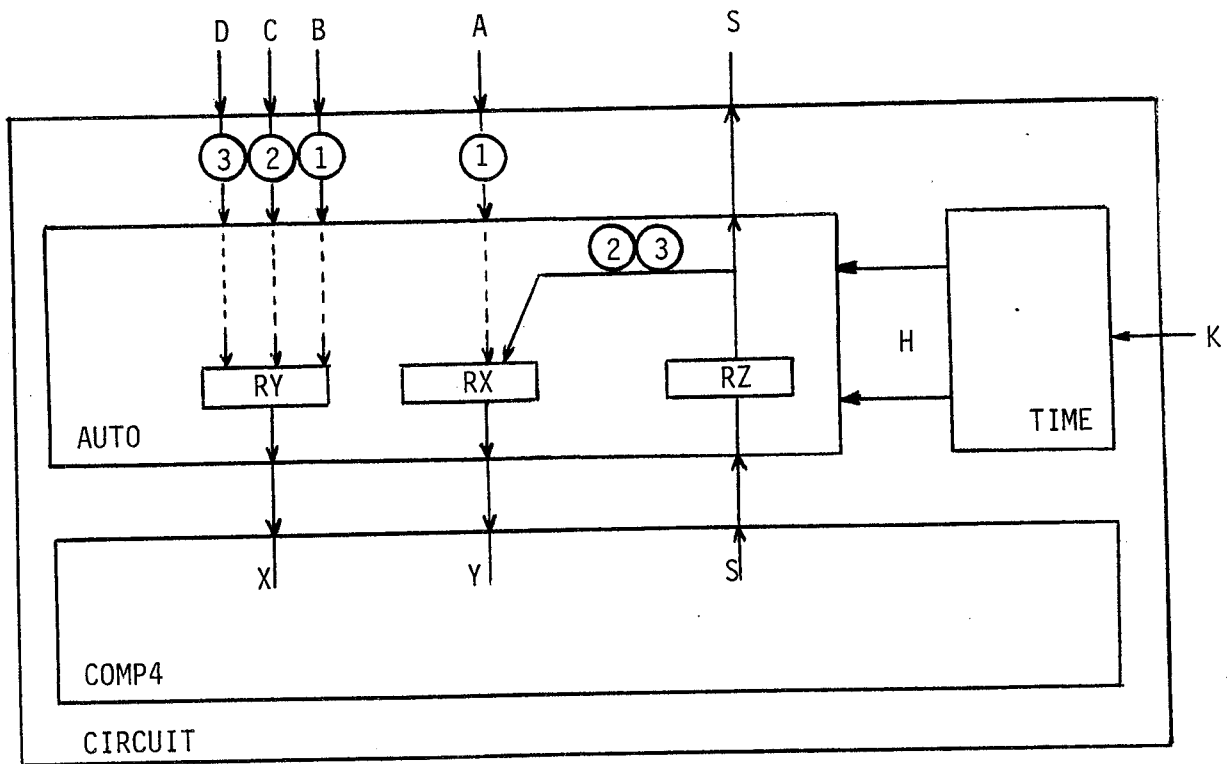 D C B A S
3 2 1 1
2 3
H
K
RY RX RZ
AUTO
TIME
X Y S
COMP4
CIRCUIT